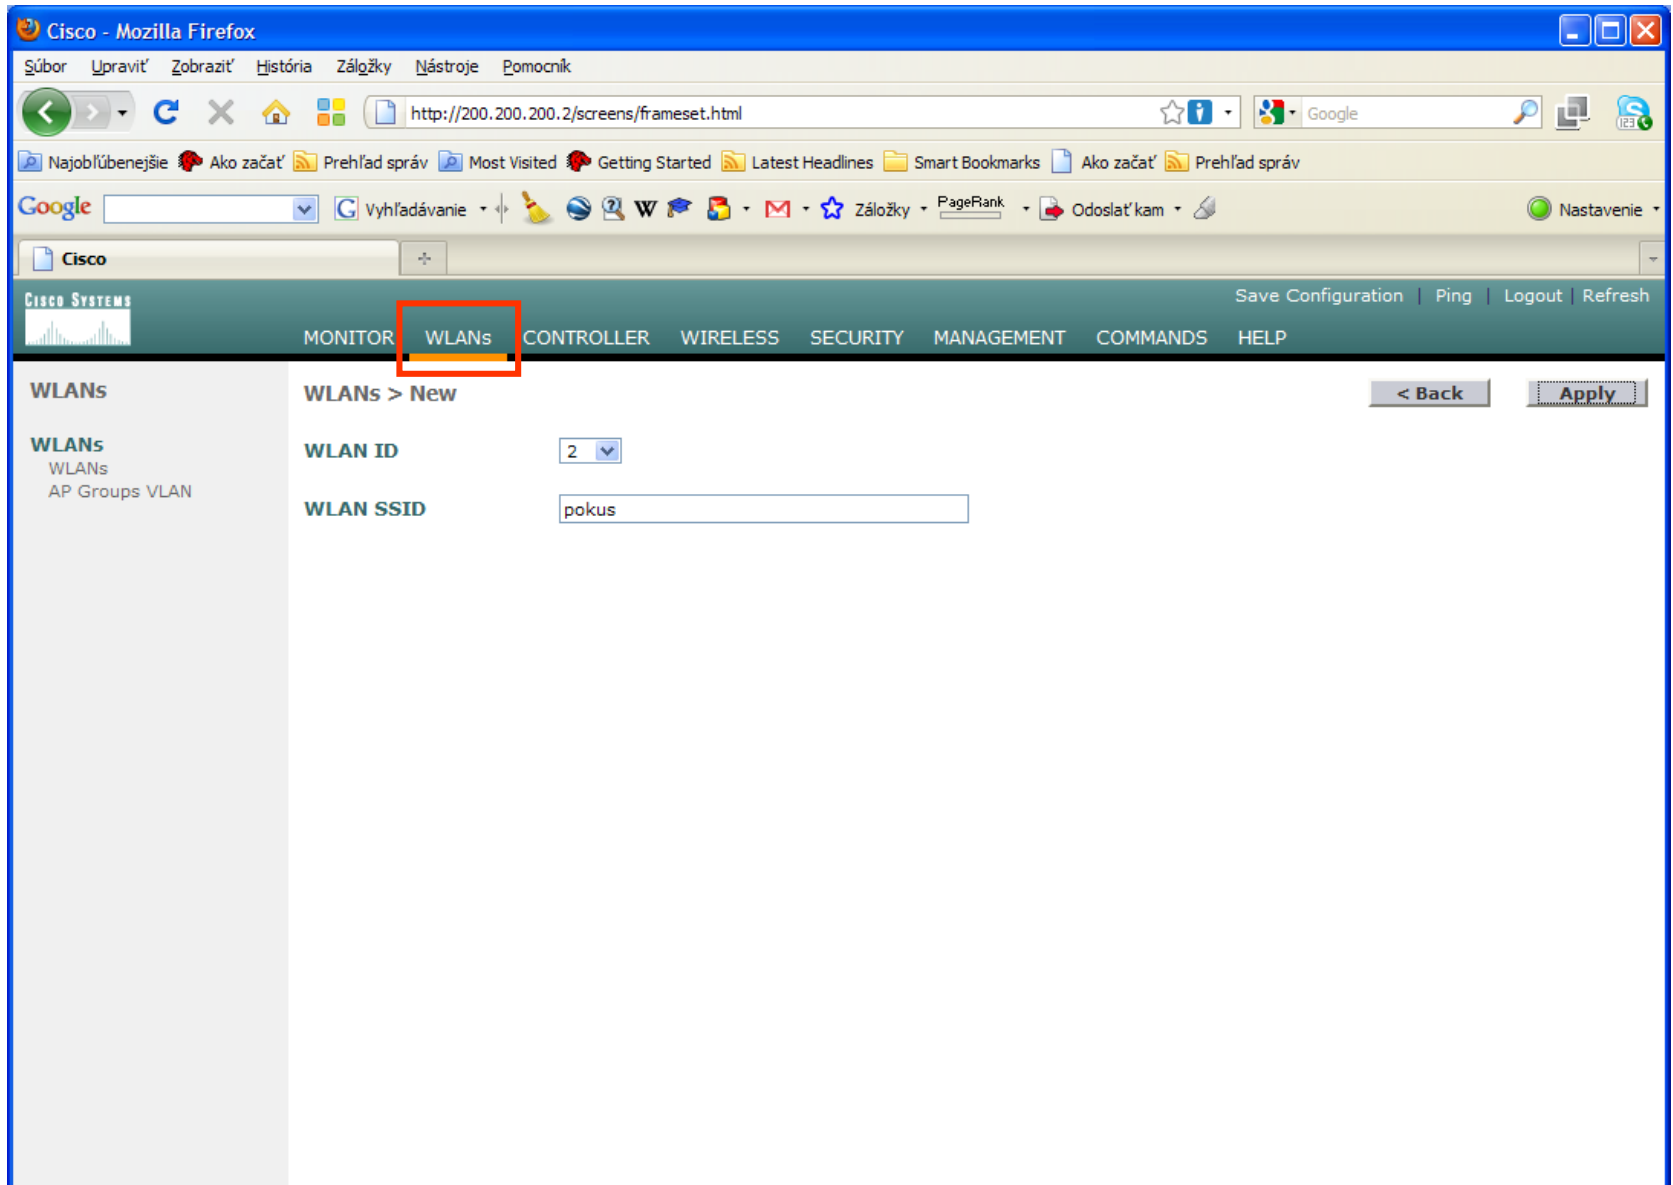 Cisco - Mozilla Firefox
Súbor Upraviť Zobraziť História Záložky Nástroje Pomocník
http://200.200.200.2/screens/frameset.html Google
Najobľúbenejšie Ako začať Prehľad správ Most Visited Getting Started Latest Headlines Smart Bookmarks Ako začať Prehľad správ
Google G Vyhľadávanie W Záložky PageRank Odoslať kam Nastavenie
Cisco
CISCO SYSTEMS Save Configuration | Ping | Logout | Refresh
MONITOR WLANs CONTROLLER WIRELESS SECURITY MANAGEMENT COMMANDS HELP
WLANs
WLANs
WLANs
AP Groups VLAN
WLANs > New < Back Apply
WLAN ID 2
WLAN SSID pokus